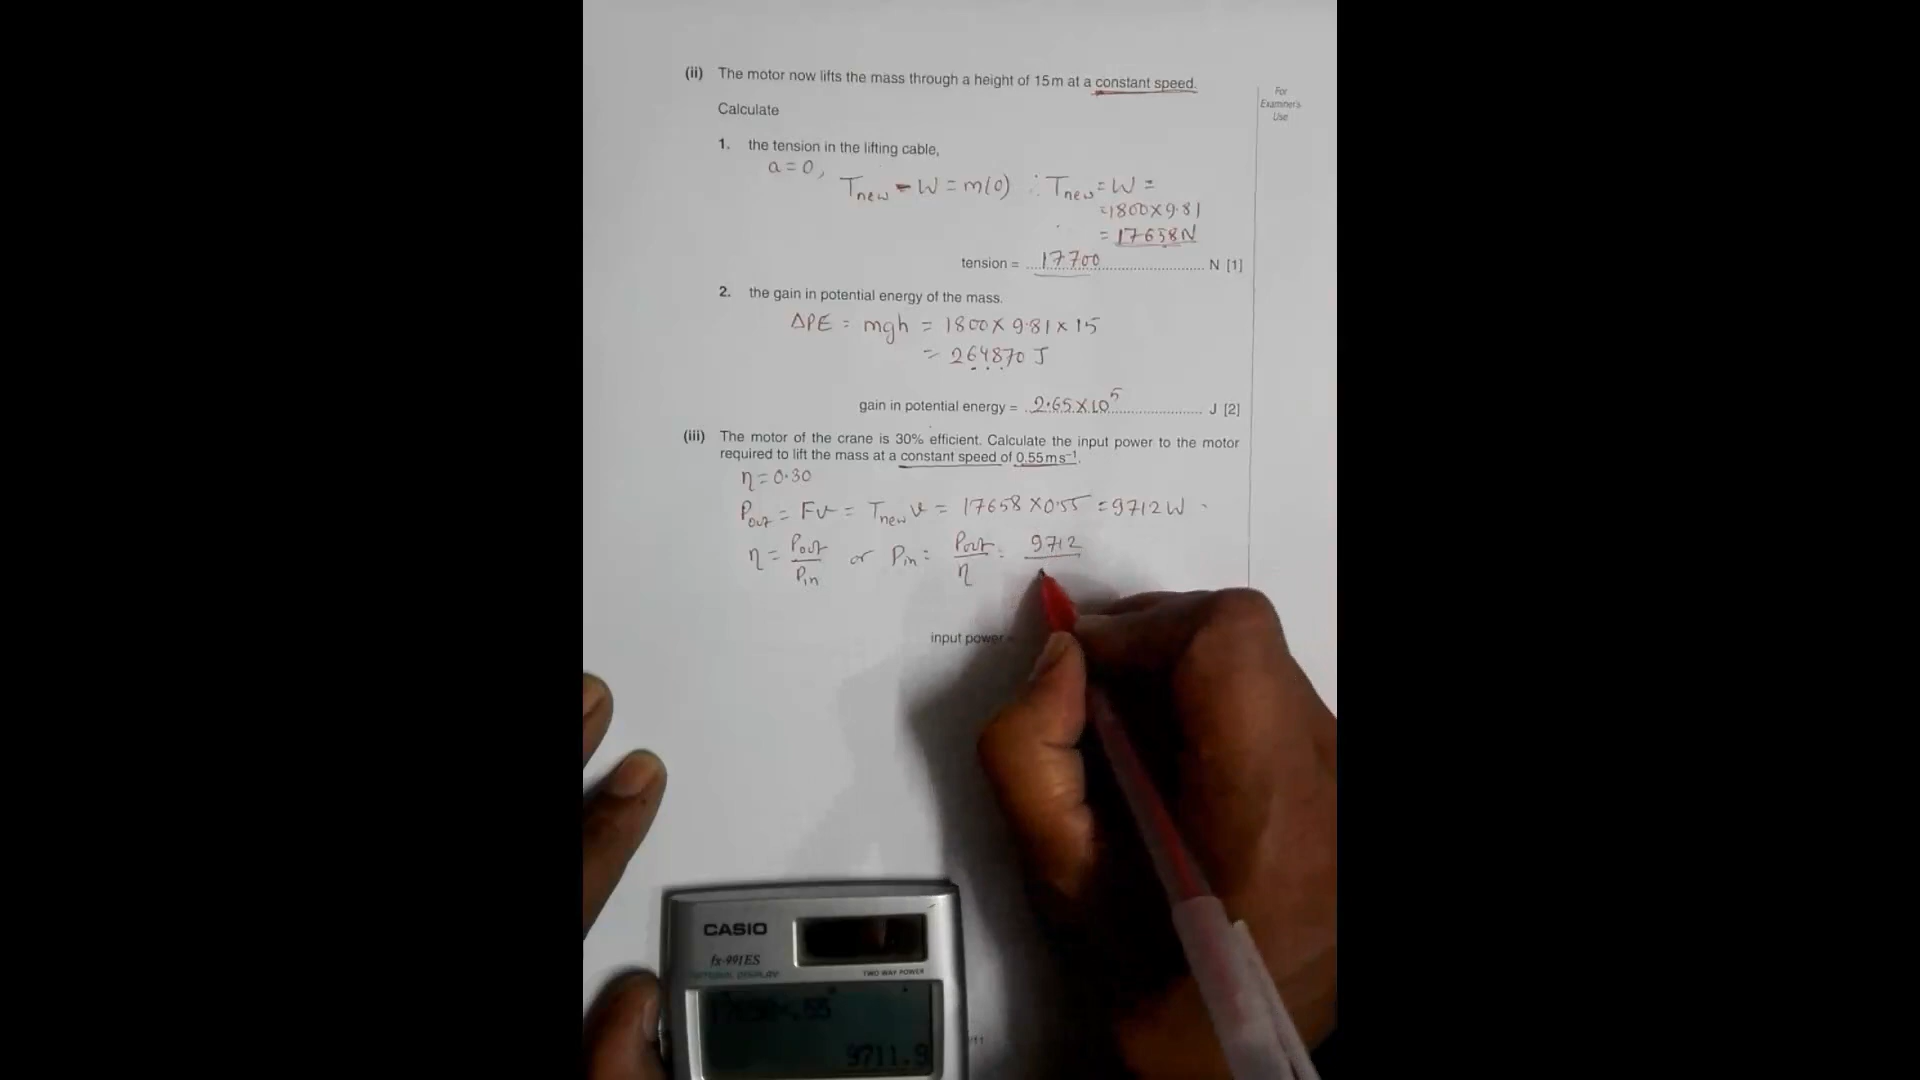 (ii) The motor now lifts the mass through a height of 15m at a constant speed.
For
Examiner's
Use
Calculate
1. the tension in the lifting cable,
a = 0, Tnew - W = m(0) ∴ Tnew = W =
= 1800 × 9.81
= 17658N
tension = 17700 N [1]
2. the gain in potential energy of the mass.
ΔPE = mgh = 1800 × 9.81 × 15
= 264870 J
gain in potential energy = 2.65 × 10⁵ J [2]
(iii) The motor of the crane is 30% efficient. Calculate the input power to the motor
required to lift the mass at a constant speed of 0.55 m s⁻¹.
η = 0.30
Pout = Fv = Tnew v = 17658 × 0.55 = 9712 W
η = Pout/Pin or Pin = Pout/η = 9712
input power =
CASIO
fx-991ES
NATURAL DISPLAY
TWO WAY POWER
17658×.55
9711.9